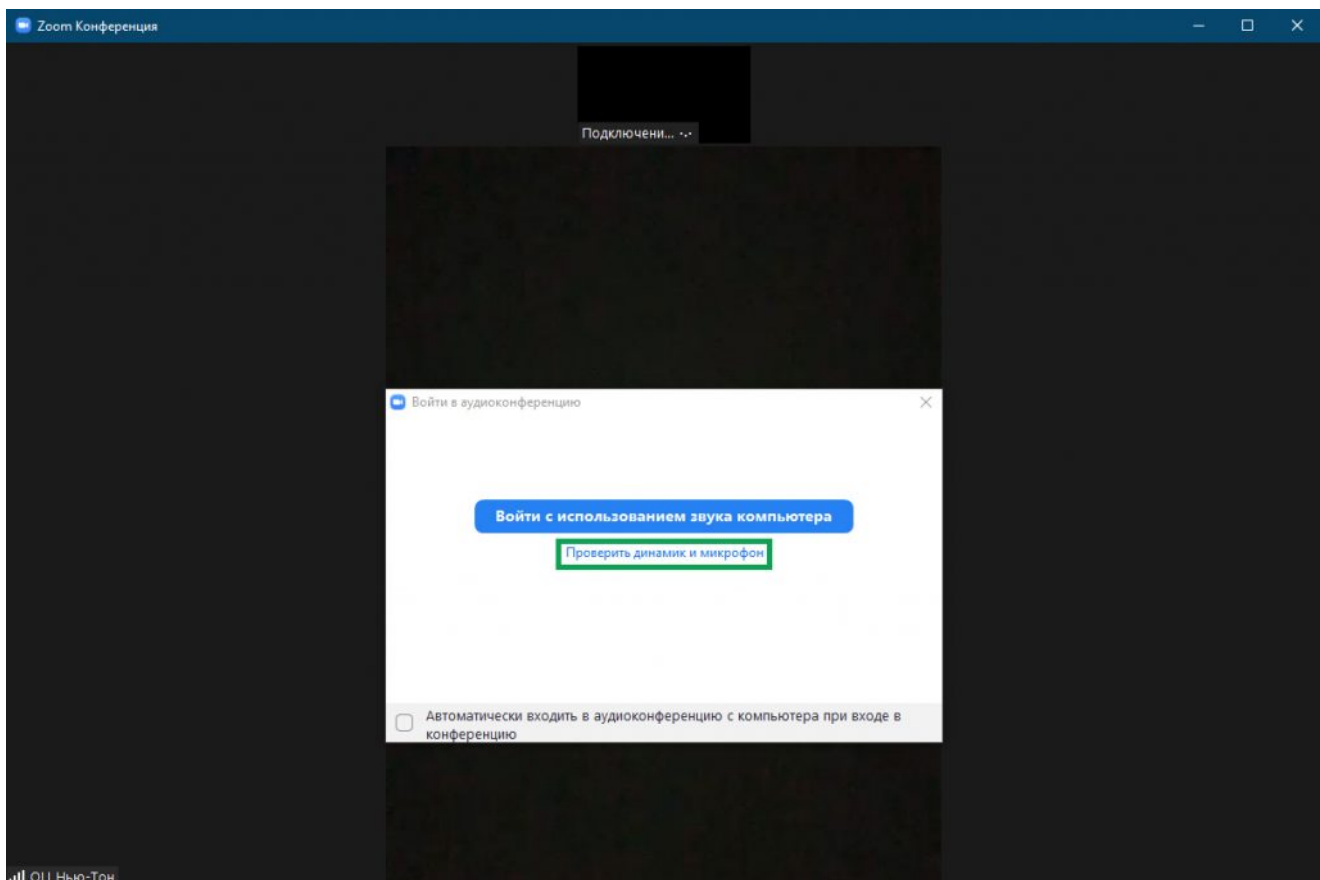 Zoom Конференция
Подключени...
Войти в аудиоконференцию
Войти с использованием звука компьютера
Проверить динамик и микрофон
Автоматически входить в аудиоконференцию с компьютера при входе в
конференцию
ОЦ Нью-Тон